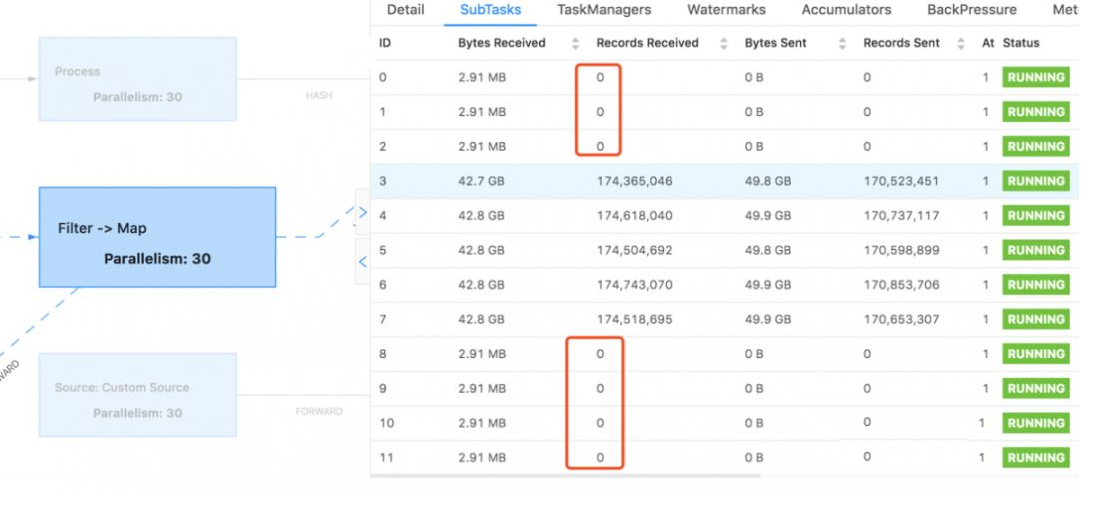 Detail SubTasks TaskManagers Watermarks Accumulators BackPressure Met
ID Bytes Received Records Received Bytes Sent Records Sent At Status
0 2.91 MB 0 0 B 0 1 RUNNING
1 2.91 MB 0 0 B 0 1 RUNNING
2 2.91 MB 0 0 B 0 1 RUNNING
3 42.7 GB 174,365,046 49.8 GB 170,523,451 1 RUNNING
4 42.8 GB 174,618,040 49.9 GB 170,737,117 1 RUNNING
5 42.8 GB 174,504,692 49.8 GB 170,598,899 1 RUNNING
6 42.8 GB 174,743,070 49.9 GB 170,853,706 1 RUNNING
7 42.8 GB 174,518,695 49.9 GB 170,653,307 1 RUNNING
8 2.91 MB 0 0 B 0 1 RUNNING
9 2.91 MB 0 0 B 0 1 RUNNING
10 2.91 MB 0 0 B 0 1 RUNNING
11 2.91 MB 0 0 B 0 1 RUNNING
Process
Parallelism: 30
HASH
Filter -> Map
Parallelism: 30
WARD
Source: Custom Source
Parallelism: 30
FORWARD